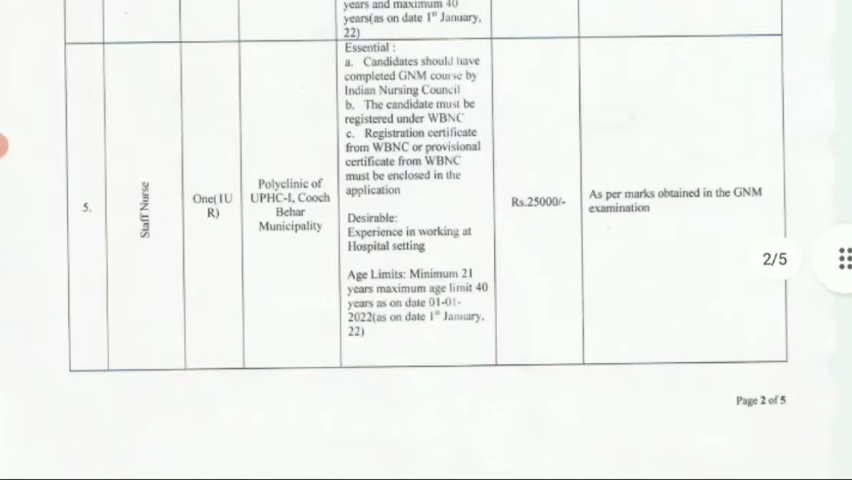 years and maximum 40
years(as on date 1st January,
22)
5.
Staff Nurse
One(1U
R)
Polyclinic of
UPHC-I, Cooch
Behar
Municipality
Essential :
a. Candidates should have
completed GNM course by
Indian Nursing Council
b. The candidate must be
registered under WBNC
c. Registration certificate
from WBNC or provisional
certificate from WBNC
must be enclosed in the
application
Desirable:
Experience in working at
Hospital setting
Age Limits: Minimum 21
years maximum age limit 40
years as on date 01-01-
2022(as on date 1st January,
22)
Rs.25000/-
As per marks obtained in the GNM
examination
2/5
Page 2 of 5